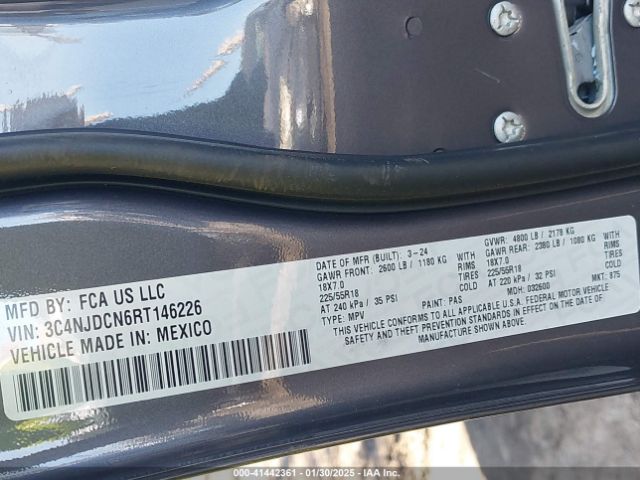 MFD BY: FCA US LLC
VIN: 3C4NJDCN6RT146226
VEHICLE MADE IN: MEXICO
DATE OF MFR (BUILT): 3-24 GVWR: 4800 LB / 2178 KG
GAWR FRONT: 2600 LB / 1180 KG WITH GAWR REAR: 2380 LB / 1080 KG WITH
18X7.0 RIMS 18X7.0 RIMS
225/55R18 TIRES 225/55R18 TIRES
AT 240 kPa / 35 PSI AT 220 kPa / 32 PSI
TYPE: MPV PAINT: PAS MDH: 032600 MKT: 875
THIS VEHICLE CONFORMS TO ALL APPLICABLE U.S.A. FEDERAL MOTOR VEHICLE
SAFETY, BUMPER, AND THEFT PREVENTION STANDARDS IN EFFECT ON THE DATE OF
MANUFACTURE SHOWN ABOVE.
000-41442361 - 01/30/2025 - IAA Inc.